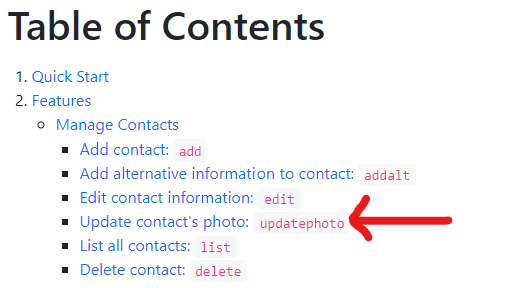 Table of Contents
1. Quick Start
2. Features
Manage Contacts
Add contact: add
Add alternative information to contact: addalt
Edit contact information: edit
Update contact's photo: updatephoto
List all contacts: list
Delete contact: delete